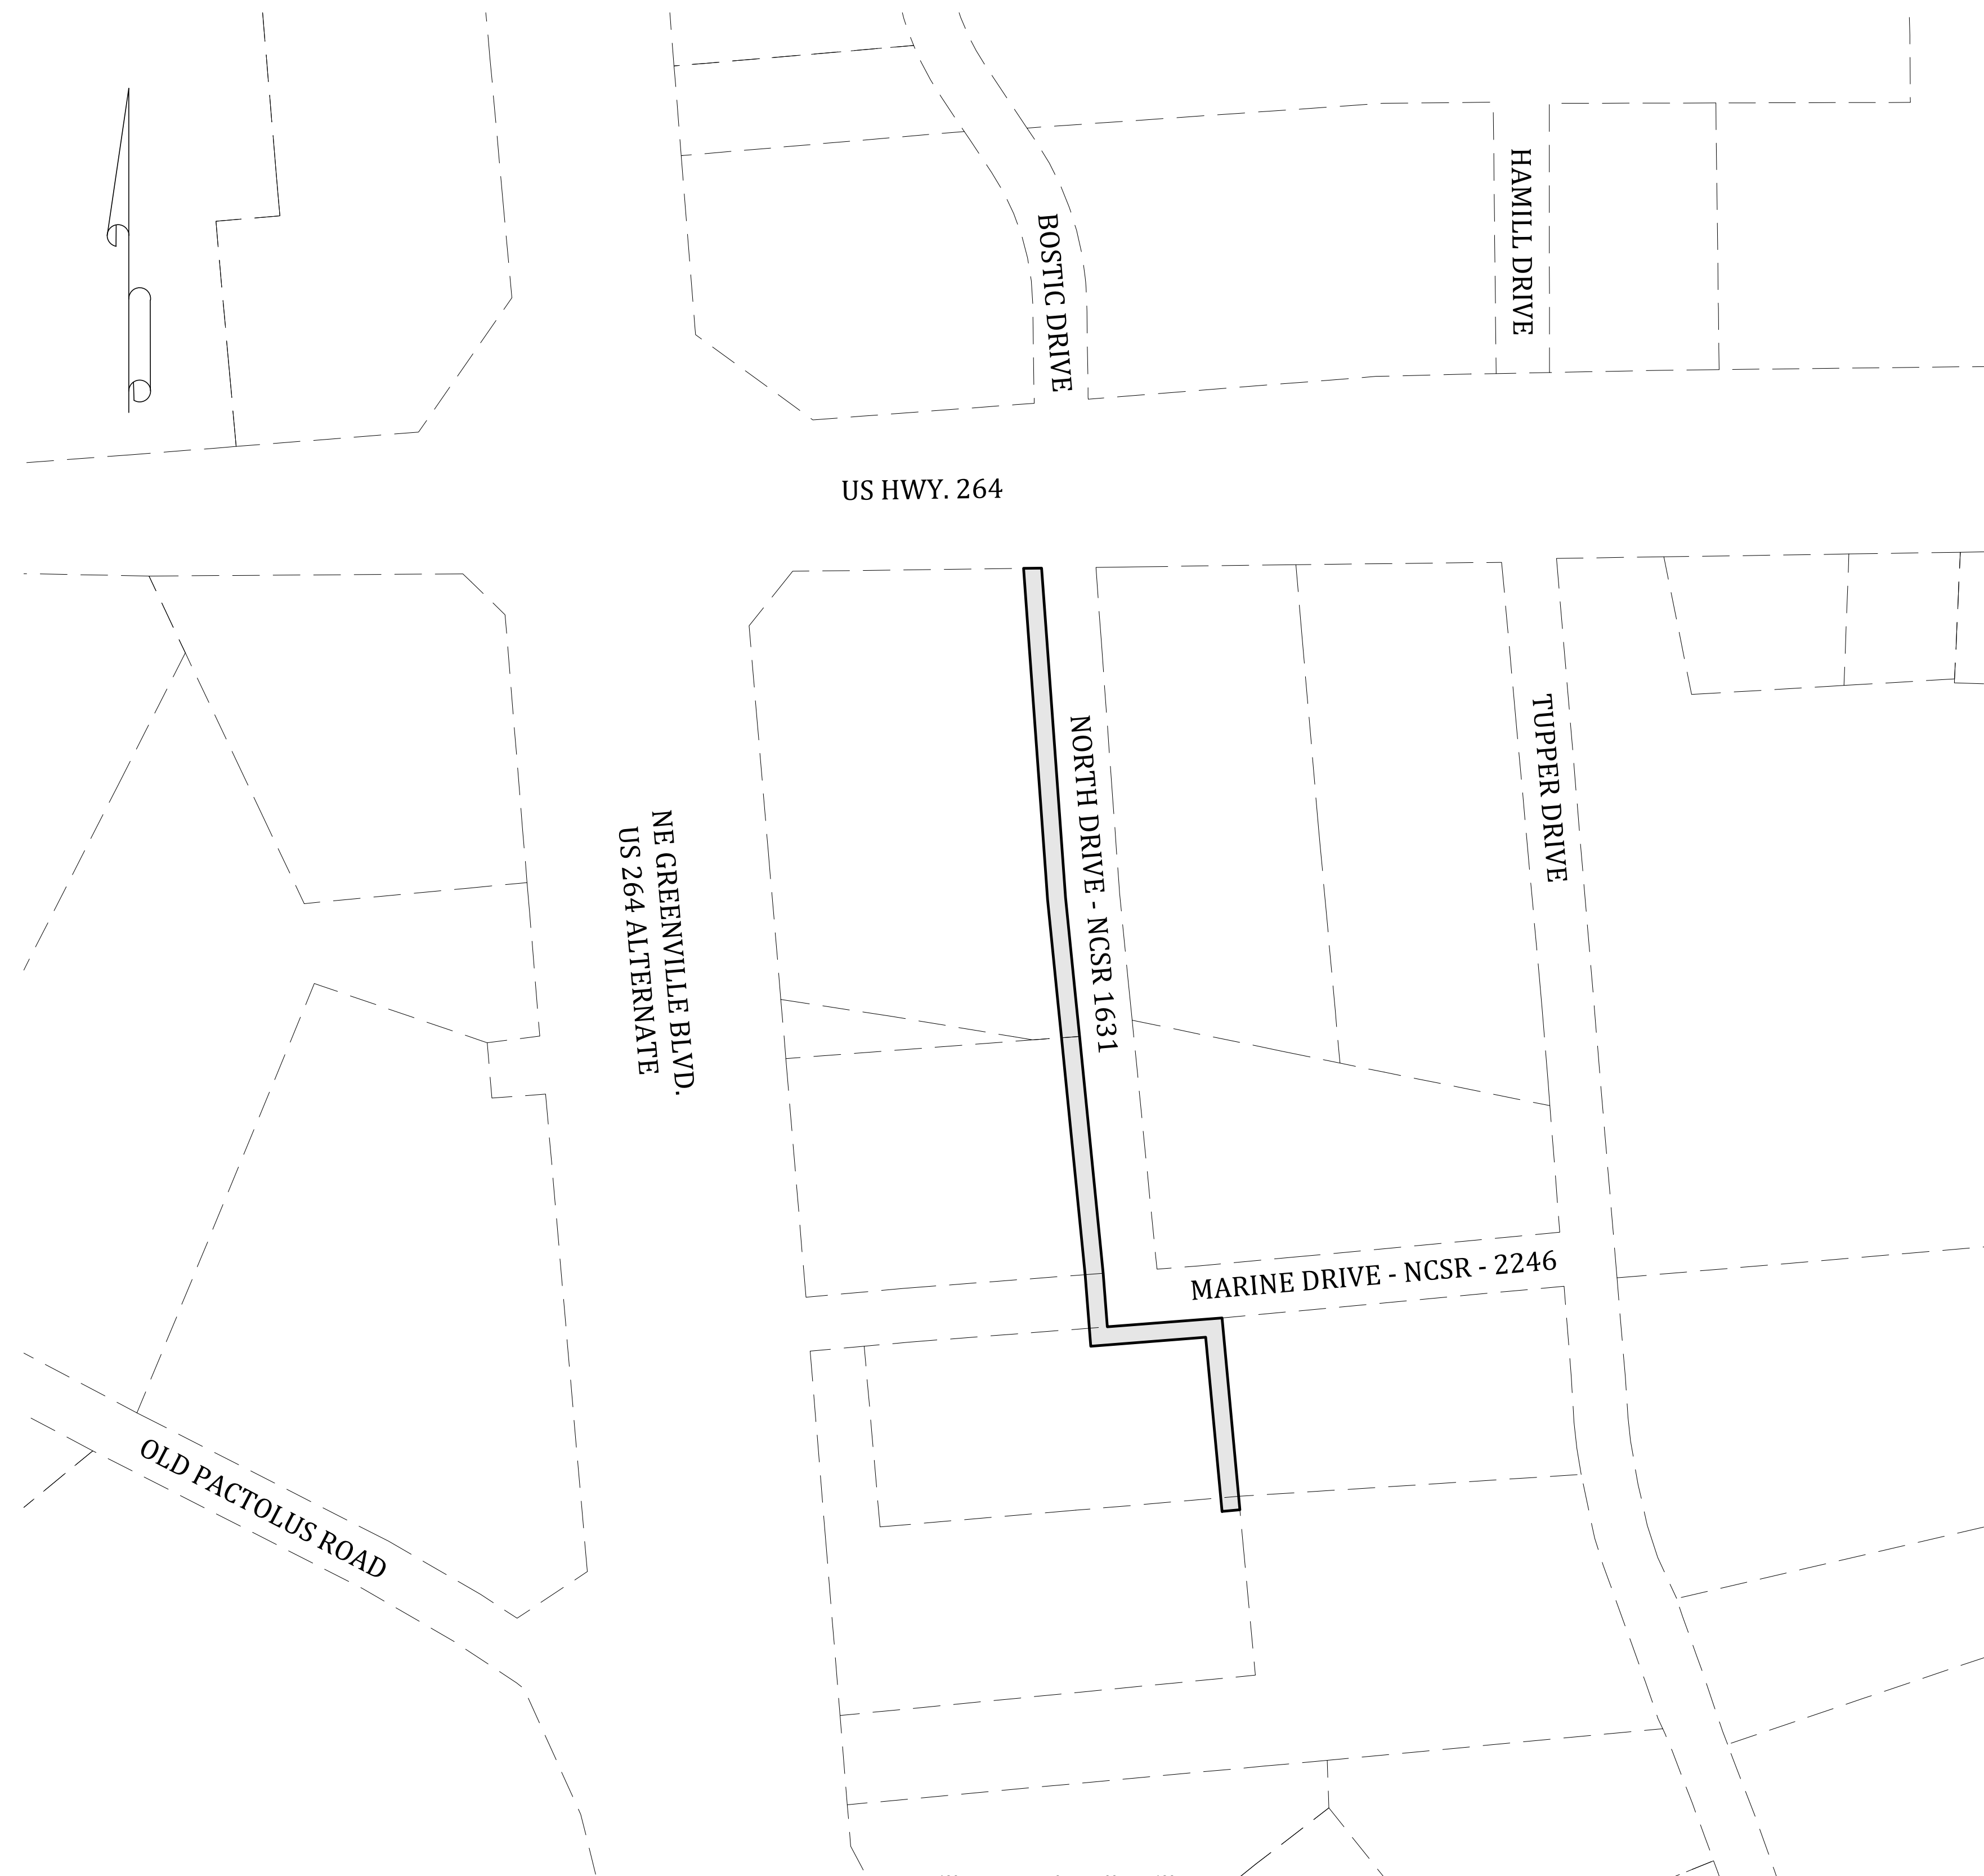 HAMILL DRIVE
BOSTIC DRIVE
US HWY. 264
NORTH DRIVE - NCSR 1631
TUPPER DRIVE
NE GREENVILLE BLVD.
US 264 ALTERNATE
MARINE DRIVE - NCSR - 2246
OLD PACTOLUS ROAD